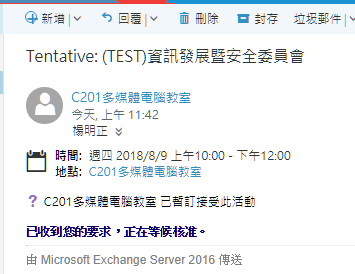 新增 回覆 刪除 封存 垃圾郵件
Tentative: (TEST)資訊發展暨安全委員會
C201多媒體電腦教室
今天, 上午 11:42
楊明正
時間: 週四 2018/8/9 上午10:00 - 下午12:00
地點: C201多媒體電腦教室
? C201多媒體電腦教室 已暫訂接受此活動
已收到您的要求，正在等候核准。
由 Microsoft Exchange Server 2016 傳送